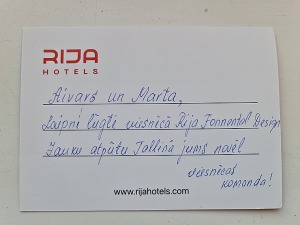 RIJA
HOTELS
Aivars un Marta,
Laipni lūgti viesnīcā Rija Fonnental Design
Jauku atpūtu Tallinā jums novēl
viesnīcas
komanda!
www.rijahotels.com